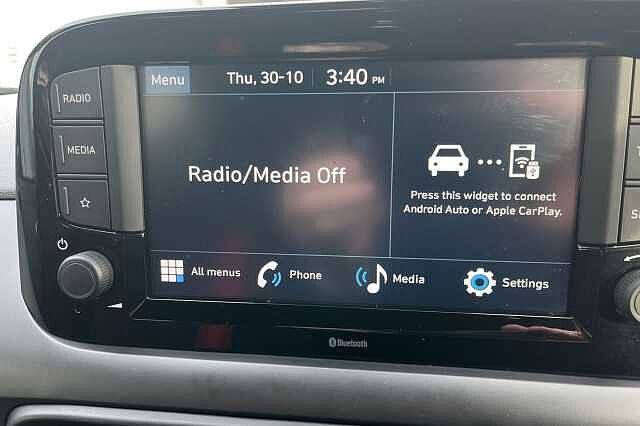 Menu Thu, 30-10 3:40 PM
RADIO
MEDIA
Radio/Media Off
Press this widget to connect
Android Auto or Apple CarPlay.
All menus Phone Media Settings
Bluetooth